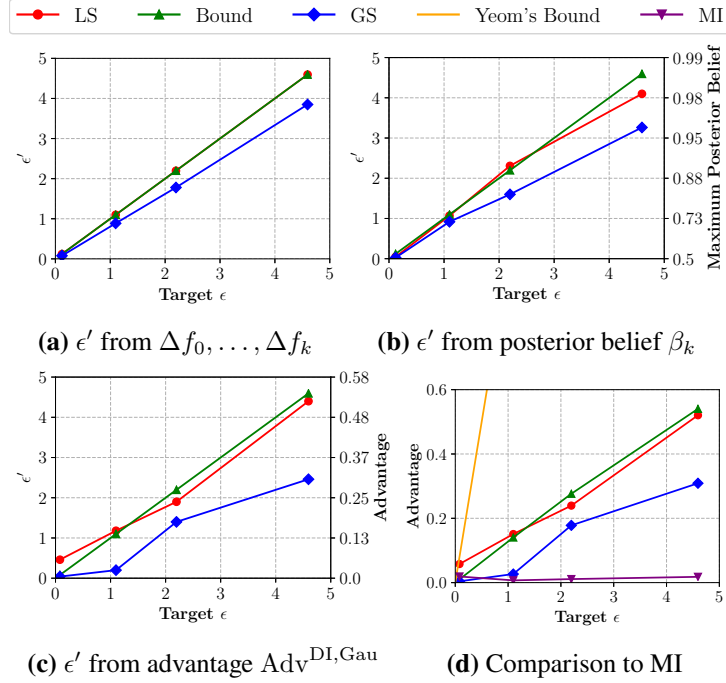 LS Bound GS Yeom's Bound MI
5
4
3
2
1
0
ϵ′
0 1 2 3 4 5
Target ϵ
5
4
3
2
1
0
ϵ′
0.99
0.98
0.95
0.88
0.73
0.5
Maximum Posterior Belief
0 1 2 3 4 5
Target ϵ
(a) ϵ′ from Δf₀, . . . , Δfₖ
(b) ϵ′ from posterior belief βₖ
5
4
3
2
1
0
ϵ′
0.58
0.48
0.37
0.25
0.13
0.0
Advantage
0 1 2 3 4 5
Target ϵ
0.6
0.4
0.2
0.0
Advantage
0 1 2 3 4 5
Target ϵ
(c) ϵ′ from advantage Adv^DI,Gau
(d) Comparison to MI